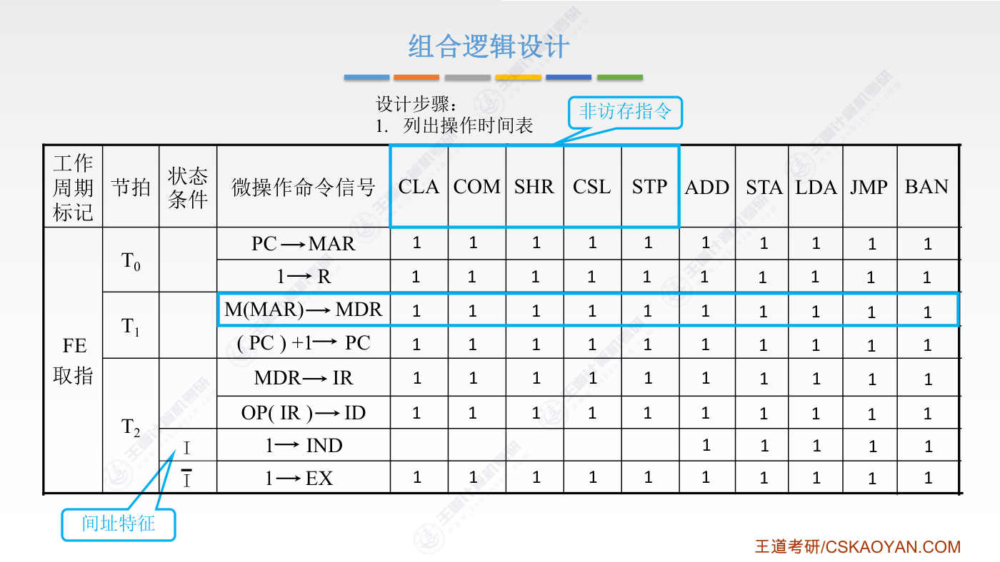 组合逻辑设计
设计步骤：
1. 列出操作时间表
非访存指令
工作周期标记 节拍 状态条件 微操作命令信号 CLA COM SHR CSL STP ADD STA LDA JMP BAN
FE 取指 T₀ PC → MAR 1 1 1 1 1 1 1 1 1 1
1 → R 1 1 1 1 1 1 1 1 1 1
T₁ M(MAR) → MDR 1 1 1 1 1 1 1 1 1 1
( PC ) +1 → PC 1 1 1 1 1 1 1 1 1 1
T₂ MDR → IR 1 1 1 1 1 1 1 1 1 1
OP( IR ) → ID 1 1 1 1 1 1 1 1 1 1
I 1 → IND 1 1 1 1 1
Ī 1 → EX 1 1 1 1 1 1 1 1 1 1
间址特征
王道考研/CSKAOYAN.COM